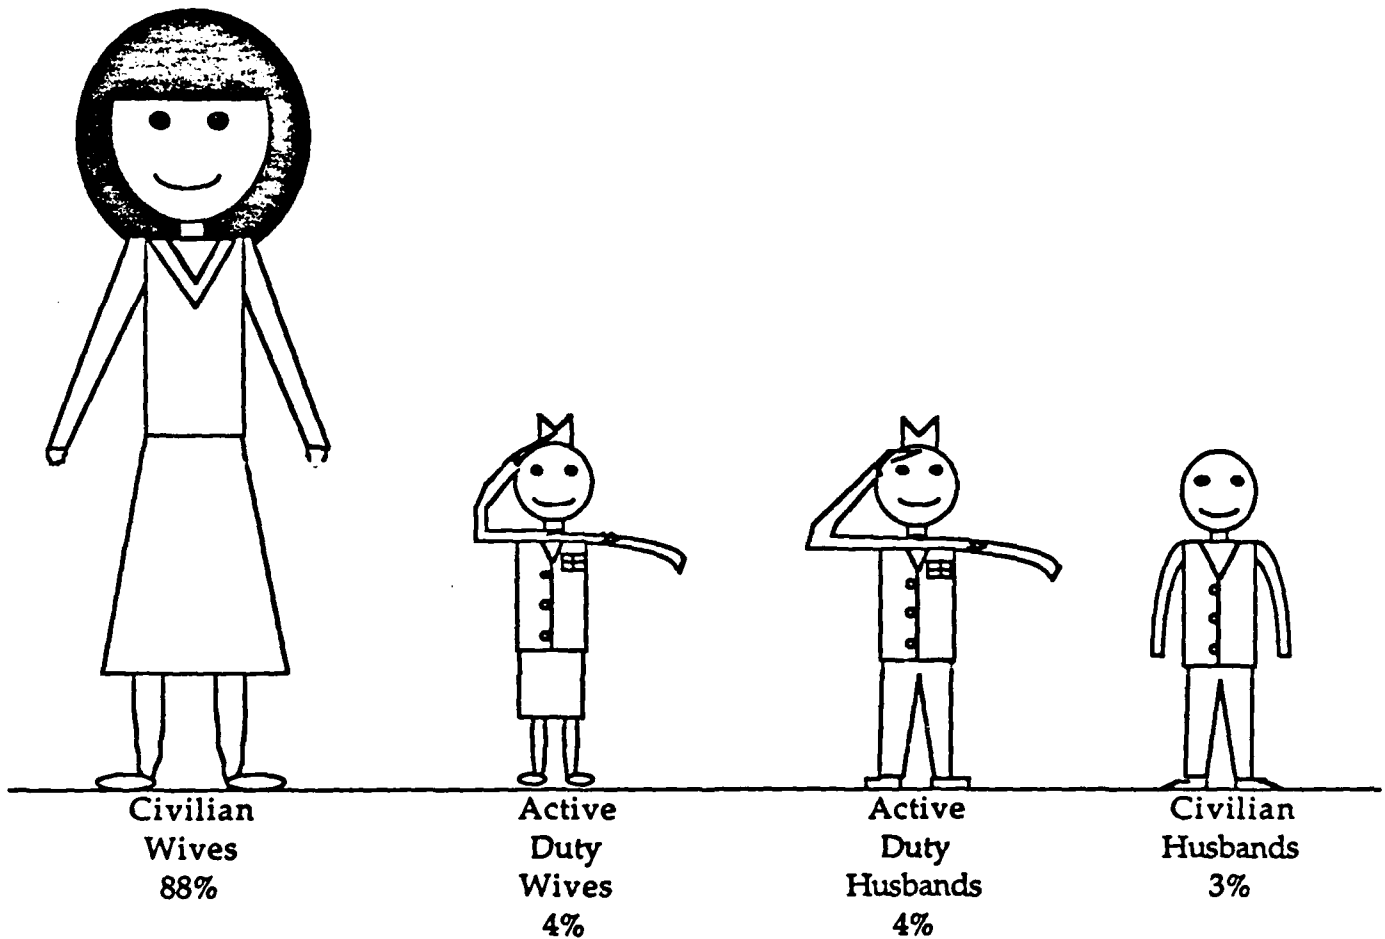 Civilian
Wives
88%
Active
Duty
Wives
4%
Active
Duty
Husbands
4%
Civilian
Husbands
3%